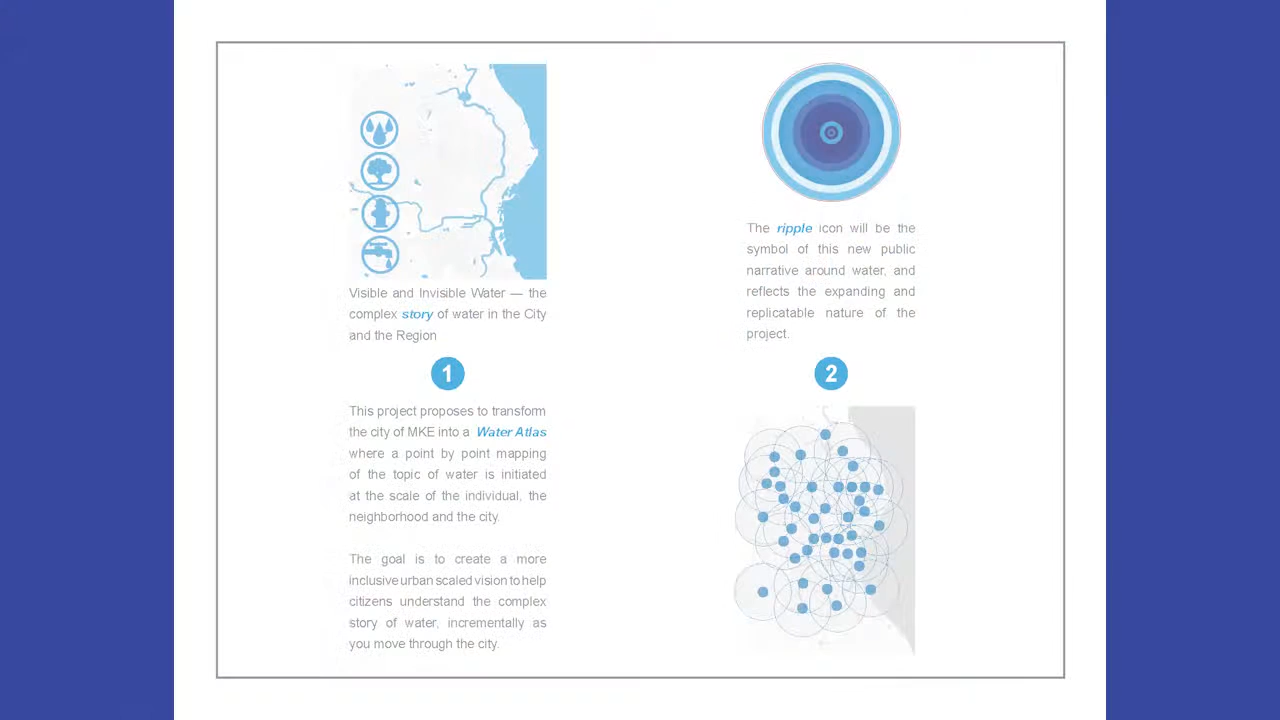 Visible and Invisible Water — the
complex story of water in the City
and the Region
1
This project proposes to transform
the city of MKE into a Water Atlas
where a point by point mapping
of the topic of water is initiated
at the scale of the individual, the
neighborhood and the city.
The goal is to create a more
inclusive urban scaled vision to help
citizens understand the complex
story of water, incrementally as
you move through the city.
The ripple icon will be the
symbol of this new public
narrative around water, and
reflects the expanding and
replicatable nature of the
project.
2